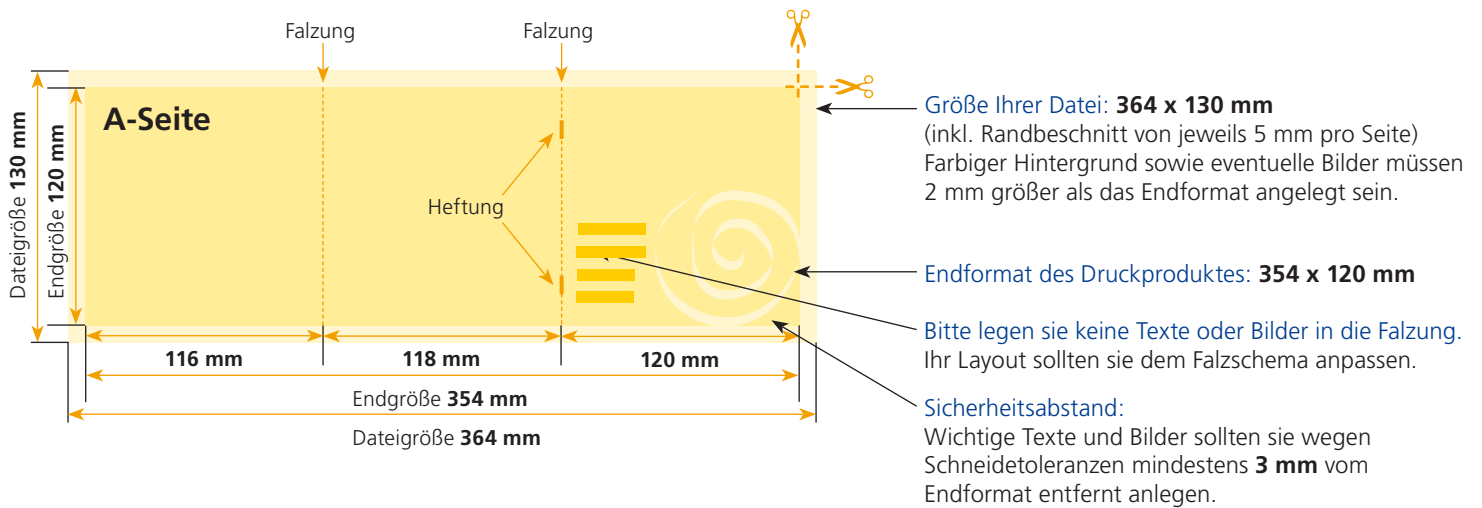 Falzung
Falzung
A-Seite
Dateigröße 130 mm
Endgröße 120 mm
Heftung
116 mm
118 mm
120 mm
Endgröße 354 mm
Dateigröße 364 mm
Größe Ihrer Datei: 364 x 130 mm
(inkl. Randbeschnitt von jeweils 5 mm pro Seite)
Farbiger Hintergrund sowie eventuelle Bilder müssen
2 mm größer als das Endformat angelegt sein.
Endformat des Druckproduktes: 354 x 120 mm
Bitte legen sie keine Texte oder Bilder in die Falzung.
Ihr Layout sollten sie dem Falzschema anpassen.
Sicherheitsabstand:
Wichtige Texte und Bilder sollten sie wegen
Schneidetoleranzen mindestens 3 mm vom
Endformat entfernt anlegen.